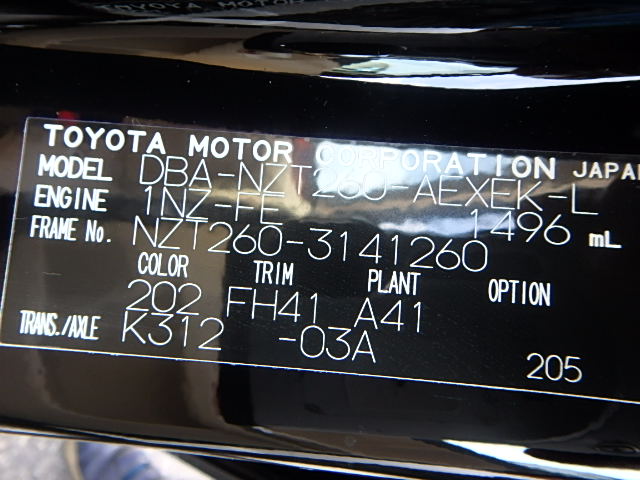 TOYOTA MOTOR CORPORATION JAPAN
MODEL DBA-NZT260-AEXEK-L
ENGINE 1NZ-FE 1496 mL
FRAME No. NZT260-3141260
COLOR TRIM PLANT OPTION
202 FH41 A41
TRANS./AXLE K312 -03A
205